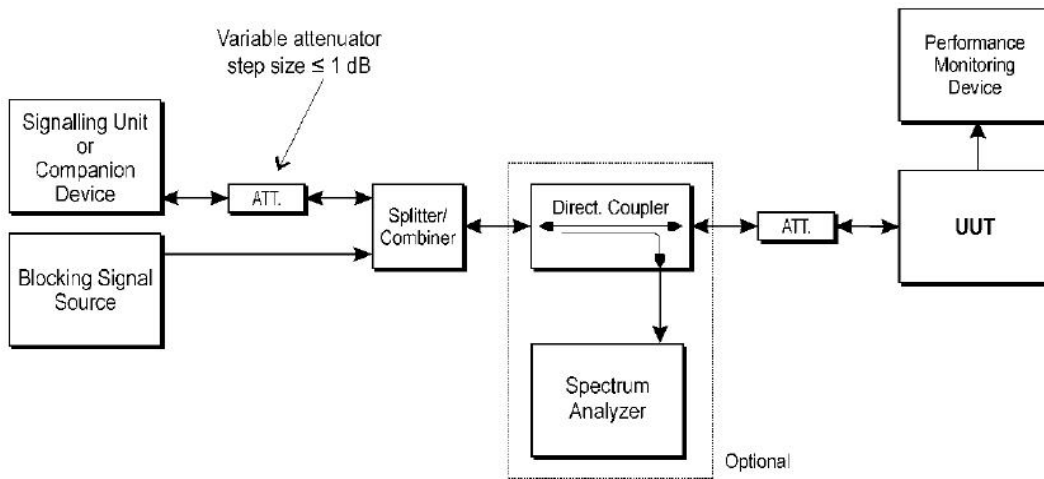 Variable attenuator
step size ≤ 1 dB
Performance
Monitoring
Device
Signalling Unit
or
Companion
Device
ATT.
Splitter/
Combiner
Direct. Coupler
ATT.
UUT
Blocking Signal
Source
Spectrum
Analyzer
Optional